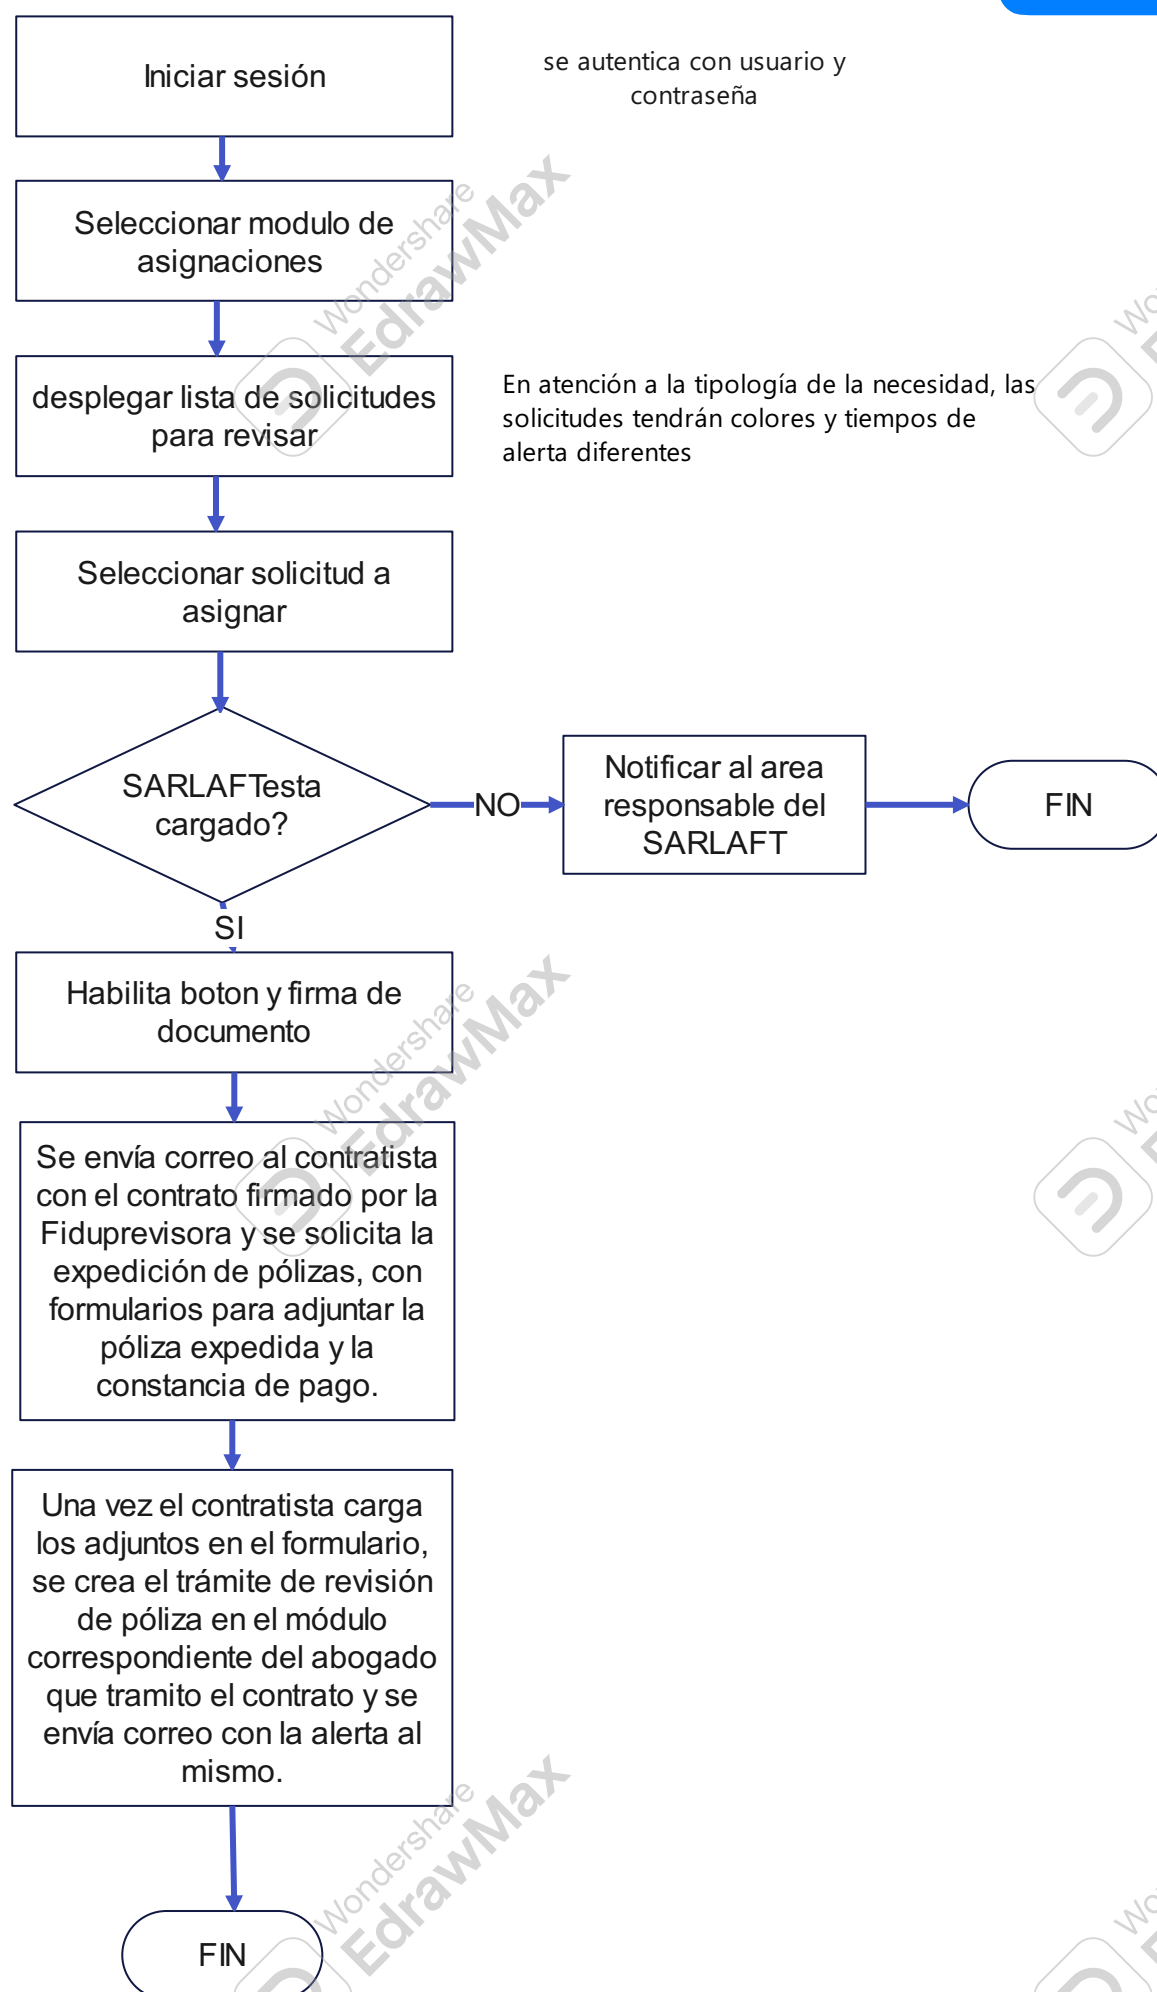 Iniciar sesión
se autentica con usuario y
contraseña
Seleccionar modulo de
asignaciones
desplegar lista de solicitudes
para revisar
En atención a la tipología de la necesidad, las
solicitudes tendrán colores y tiempos de
alerta diferentes
Seleccionar solicitud a
asignar
SARLAFTesta
cargado?
NO
Notificar al area
responsable del
SARLAFT
FIN
SI
Habilita boton y firma de
documento
Se envía correo al contratista
con el contrato firmado por la
Fiduprevisora y se solicita la
expedición de pólizas, con
formularios para adjuntar la
póliza expedida y la
constancia de pago.
Una vez el contratista carga
los adjuntos en el formulario,
se crea el trámite de revisión
de póliza en el módulo
correspondiente del abogado
que tramito el contrato y se
envía correo con la alerta al
mismo.
FIN
Wondershare
EdrawMax
Wondershare
EdrawMax
Wondershare
EdrawMax